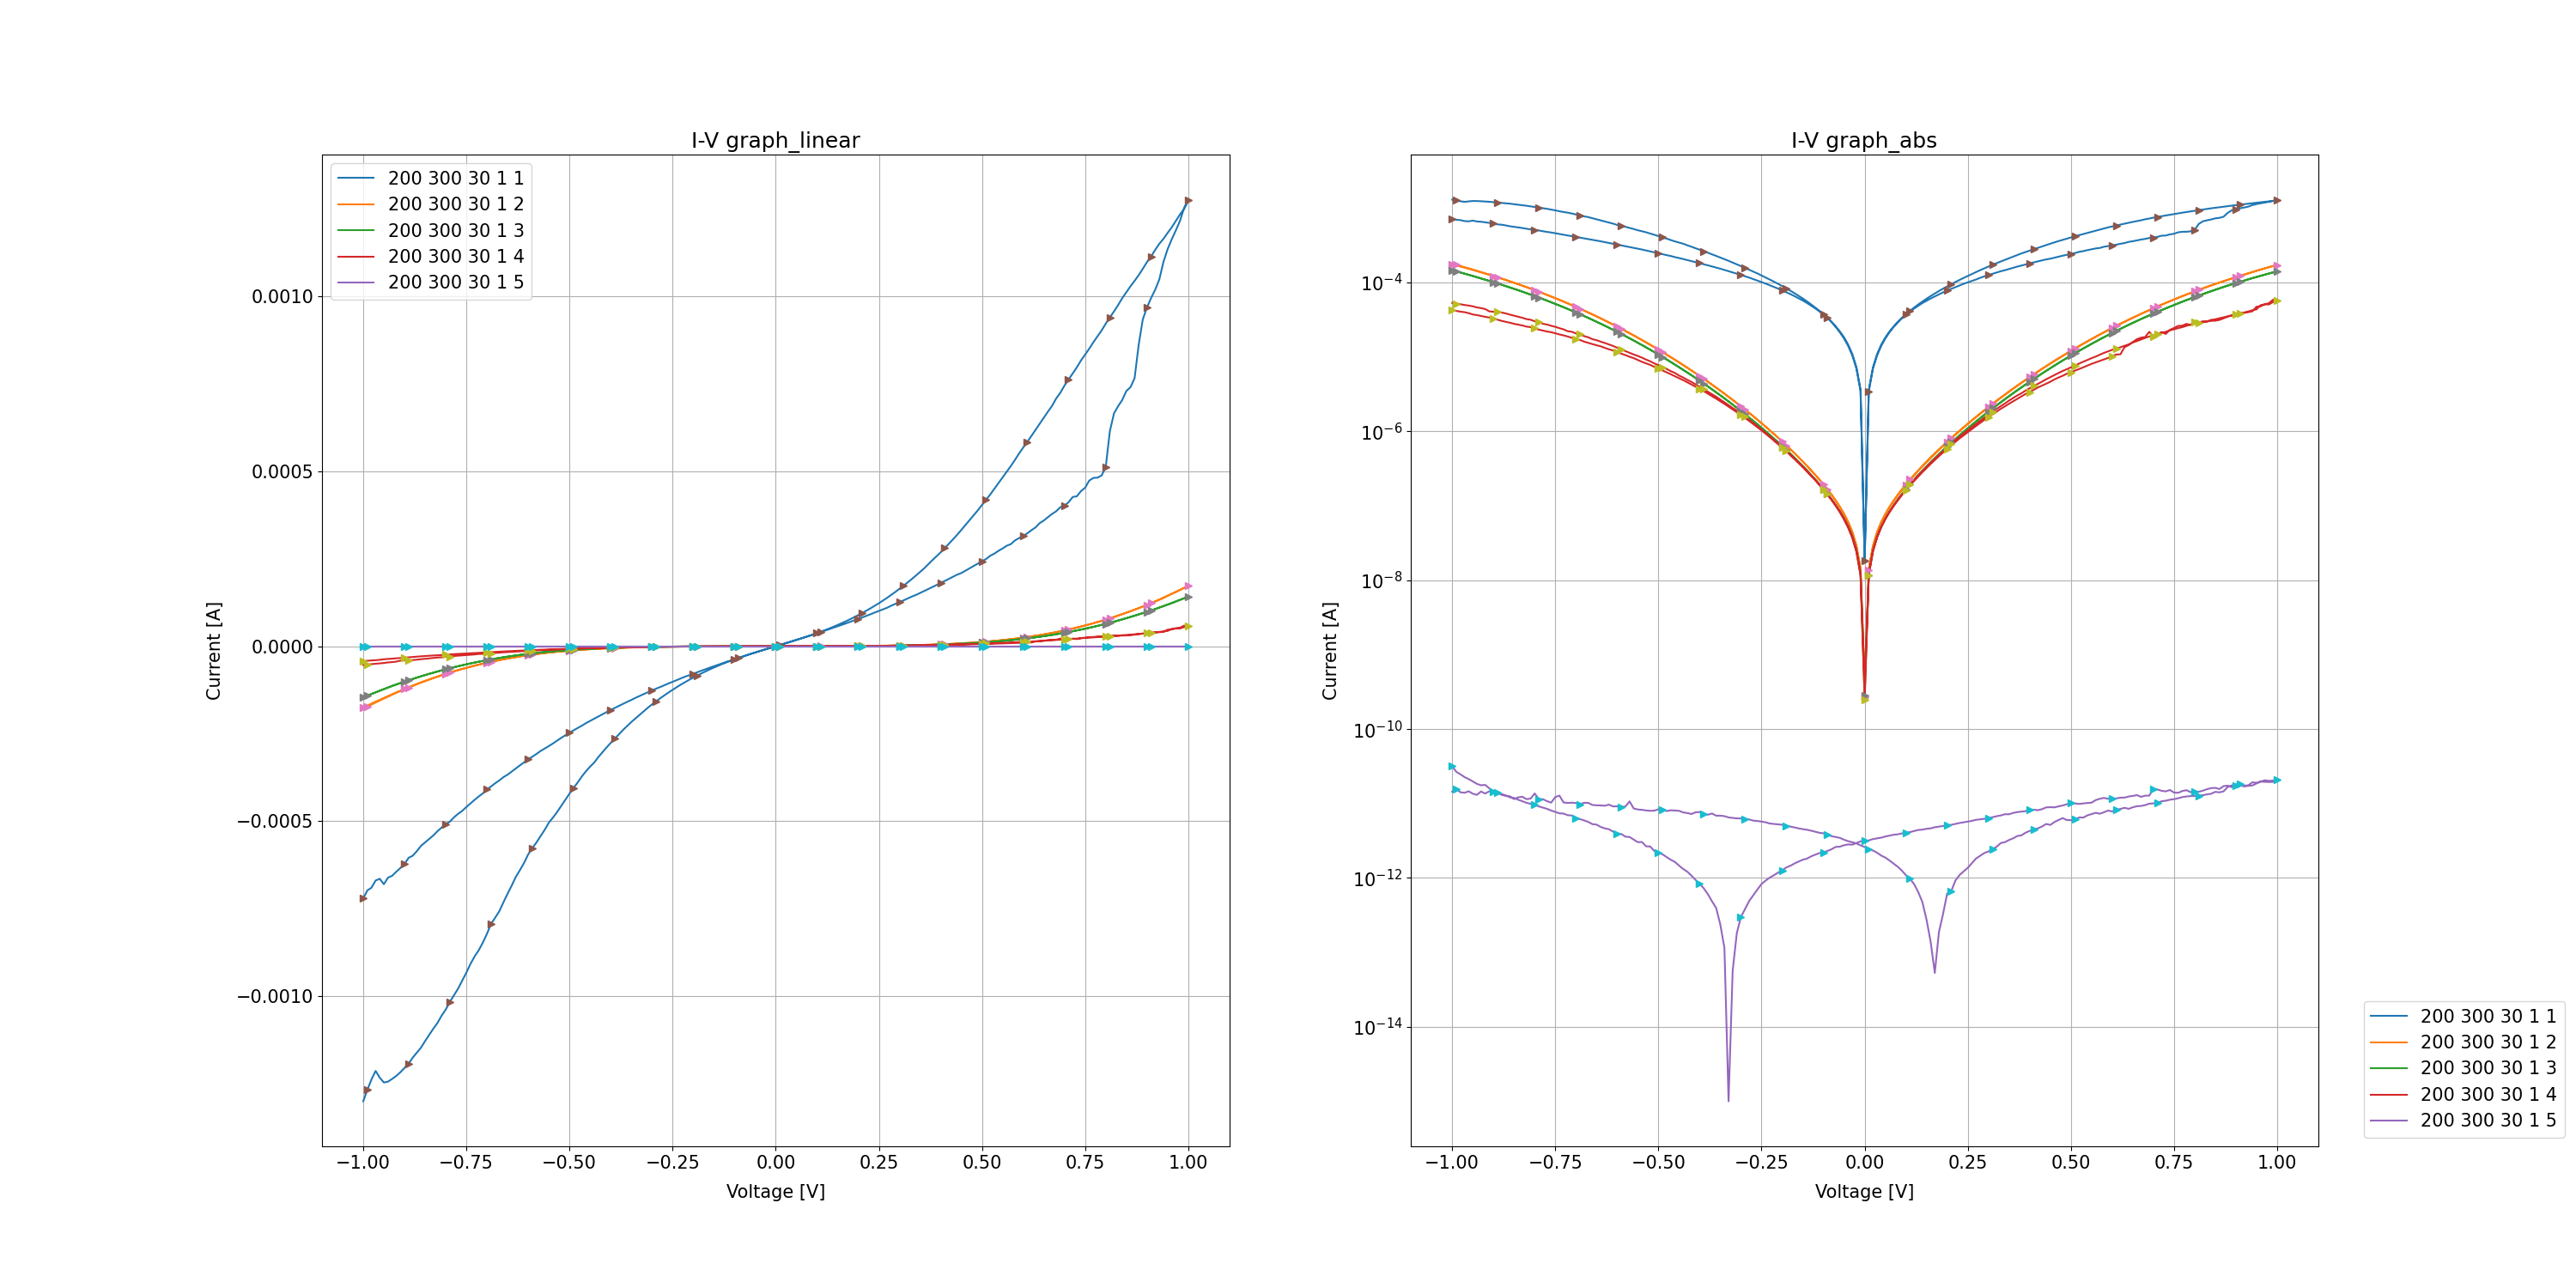 I-V graph_linear
200 300 30 1 1
200 300 30 1 2
200 300 30 1 3
200 300 30 1 4
200 300 30 1 5
0.0010
0.0005
0.0000
−0.0005
−0.0010
Current [A]
−1.00 −0.75 −0.50 −0.25 0.00 0.25 0.50 0.75 1.00
Voltage [V]
I-V graph_abs
10⁻⁴
10⁻⁶
10⁻⁸
10⁻¹⁰
10⁻¹²
10⁻¹⁴
Current [A]
−1.00 −0.75 −0.50 −0.25 0.00 0.25 0.50 0.75 1.00
Voltage [V]
200 300 30 1 1
200 300 30 1 2
200 300 30 1 3
200 300 30 1 4
200 300 30 1 5